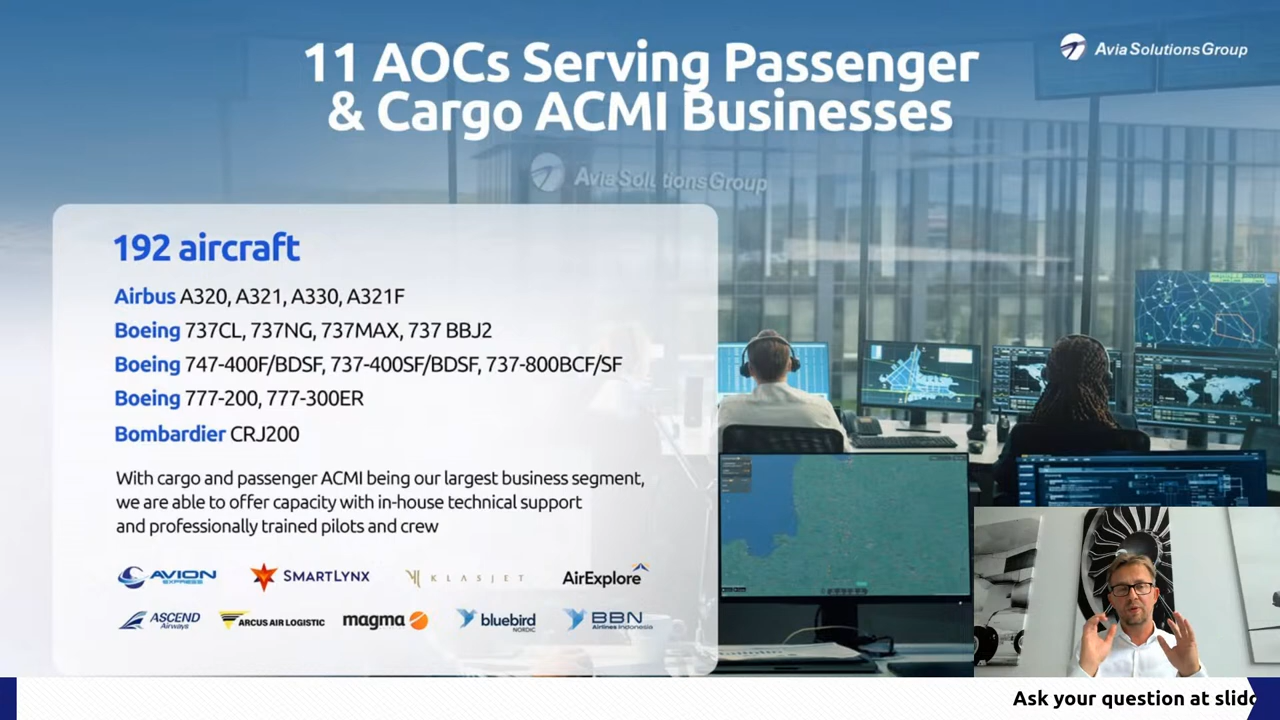 11 AOCs Serving Passenger
& Cargo ACMI Businesses
Avia Solutions Group
Avia Solutions Group
192 aircraft
Airbus A320, A321, A330, A321F
Boeing 737CL, 737NG, 737MAX, 737 BBJ2
Boeing 747-400F/BDSF, 737-400SF/BDSF, 737-800BCF/SF
Boeing 777-200, 777-300ER
Bombardier CRJ200
With cargo and passenger ACMI being our largest business segment,
we are able to offer capacity with in-house technical support
and professionally trained pilots and crew
AVION EXPRESS
SMARTLYNX
KLASJET
AirExplore
ASCEND Airways
ARCUS AIR LOGISTIC
magma
bluebird NORDIC
BBN Airlines Indonesia
Ask your question at slido